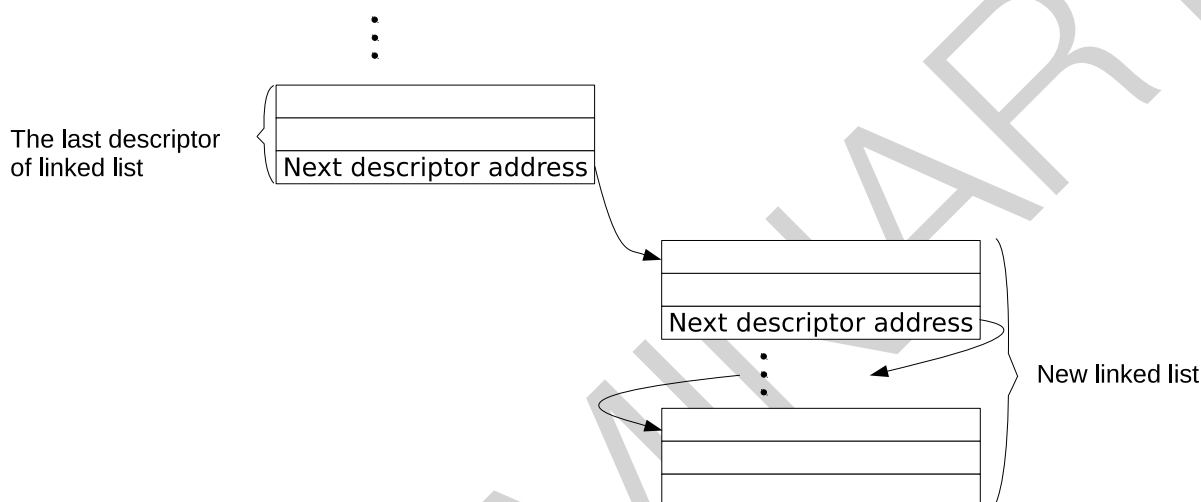 The last descriptor
of linked list
Next descriptor address
Next descriptor address
New linked list